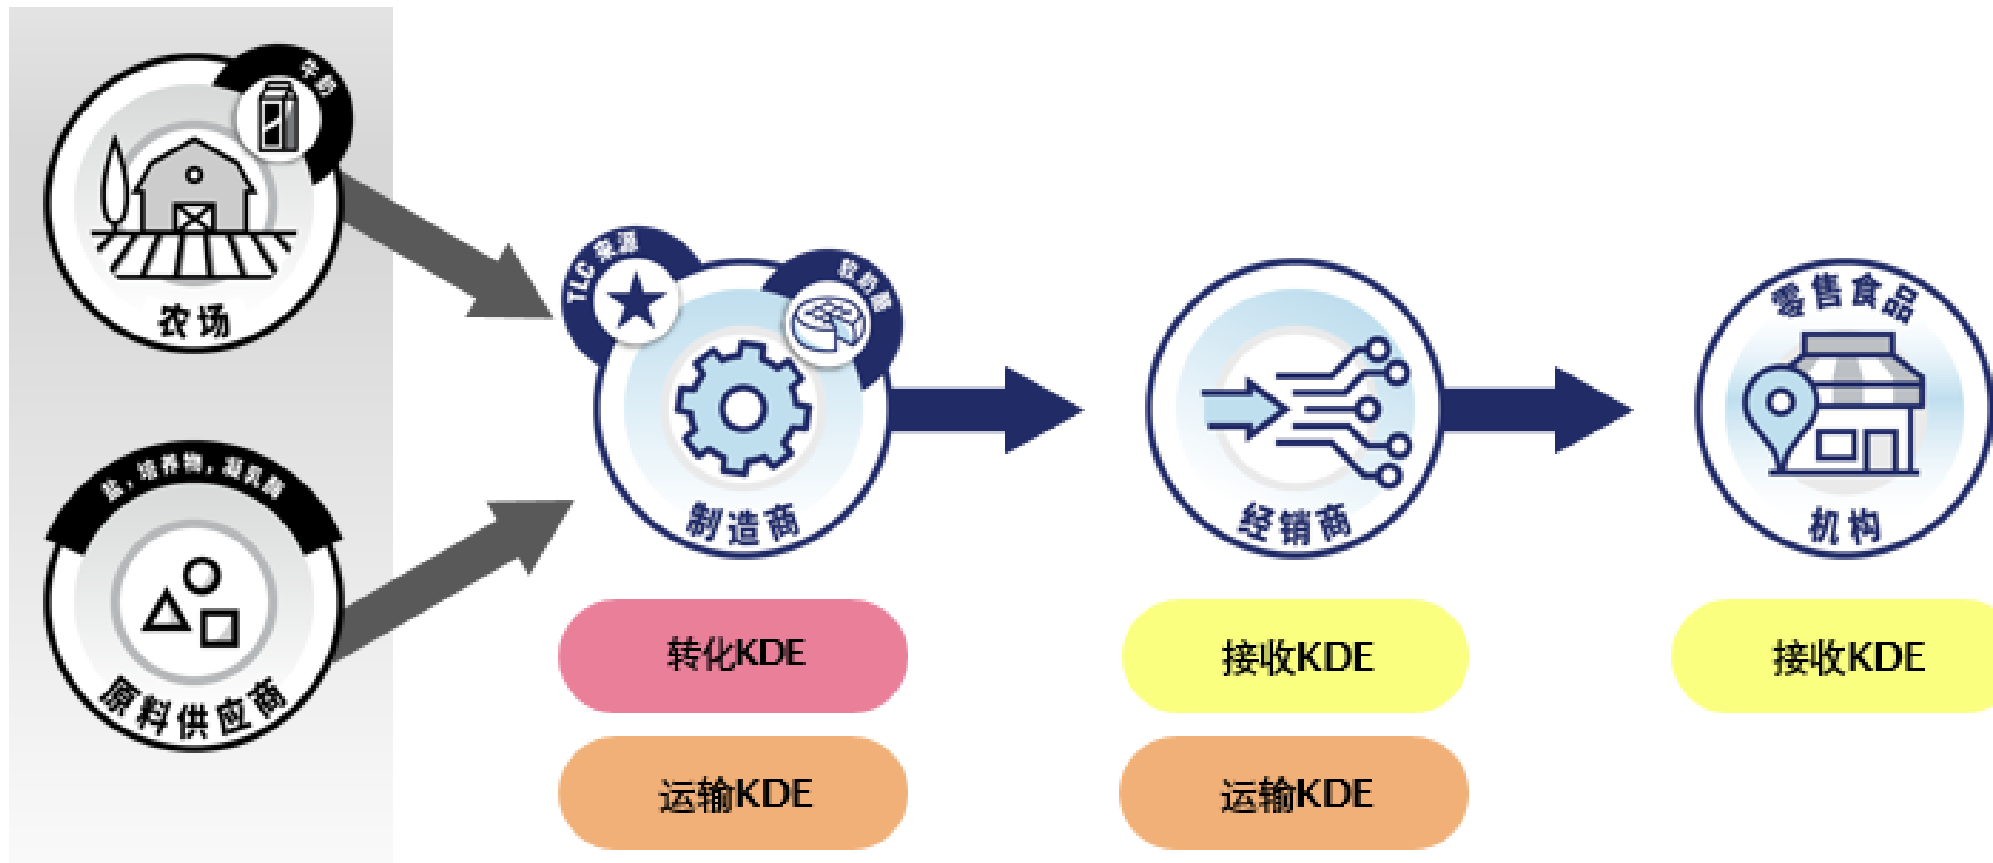 牛奶
农场
盐，培养物，凝乳酶
原料供应商
TLC 来源
软奶酪
制造商
转化KDE
运输KDE
经销商
接收KDE
运输KDE
零售食品
机构
接收KDE